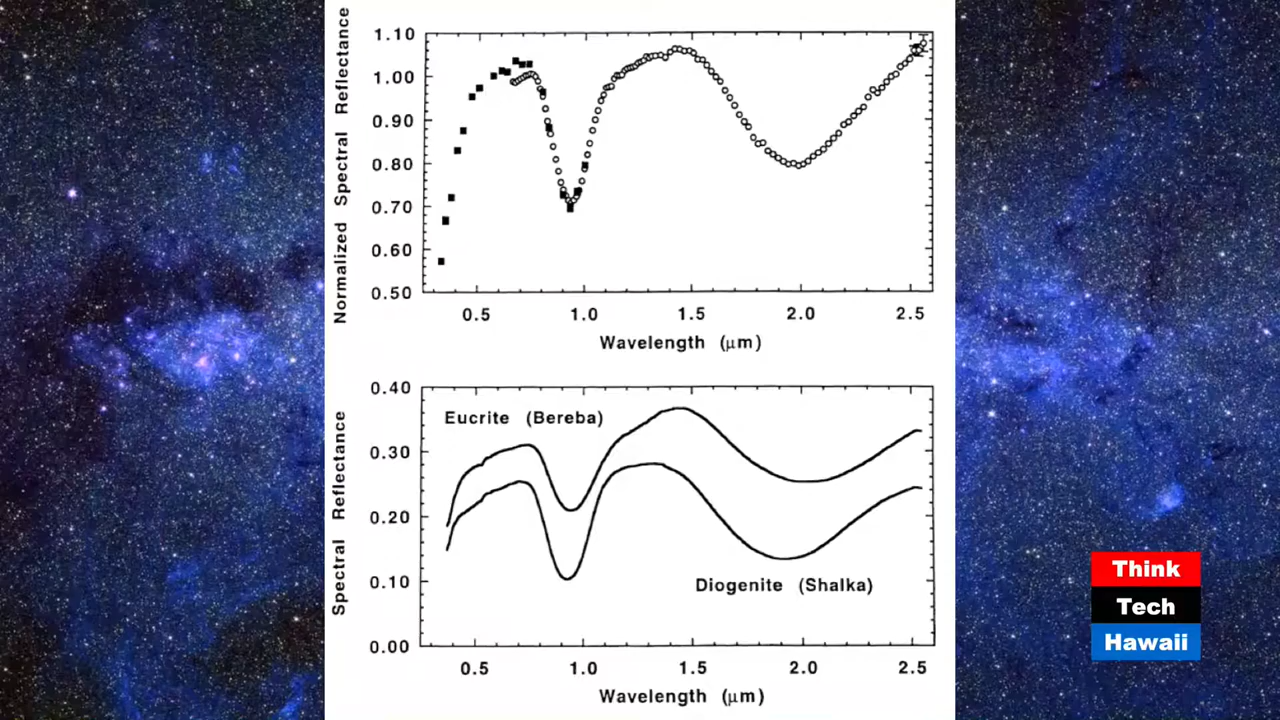 Normalized Spectral Reflectance
1.10
1.00
0.90
0.80
0.70
0.60
0.50
0.5 1.0 1.5 2.0 2.5
Wavelength (μm)
Spectral Reflectance
0.40
0.30
0.20
0.10
0.00
Eucrite (Bereba)
Diogenite (Shalka)
0.5 1.0 1.5 2.0 2.5
Wavelength (μm)
Think
Tech
Hawaii